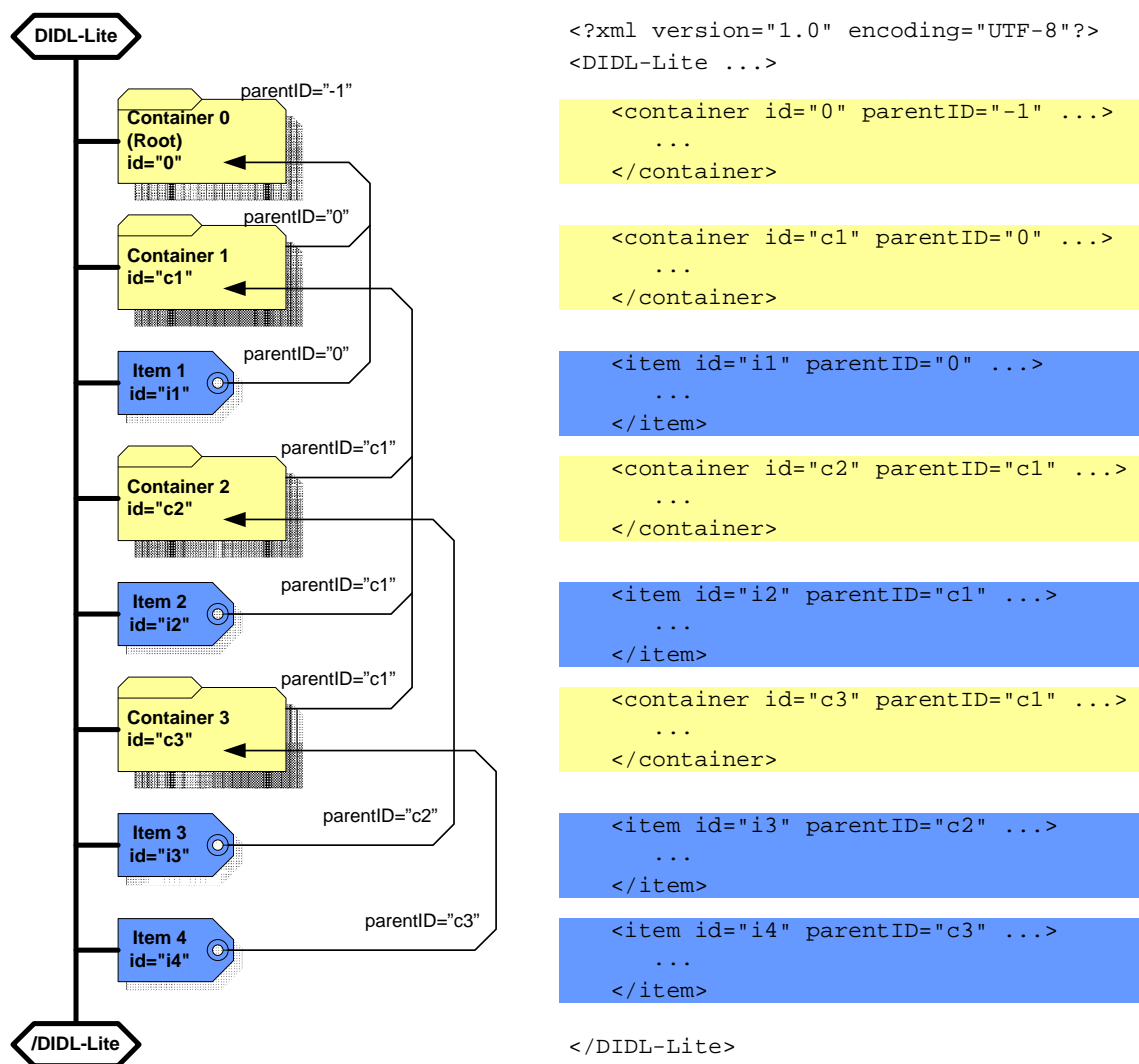 DIDL-Lite
parentID="-1"
Container 0
(Root)
id="0"
parentID=”0”
Container 1
id="c1"
parentID=”0”
Item 1
id="i1"
parentID=”c1”
Container 2
id="c2"
parentID=”c1”
Item 2
id="i2"
parentID=”c1”
Container 3
id="c3"
parentID=”c2”
Item 3
id="i3"
parentID=”c3”
Item 4
id="i4"
/DIDL-Lite
<?xml version="1.0" encoding="UTF-8"?>
<DIDL-Lite ...>
<container id="0" parentID="-1" ...>
...
</container>
<container id="c1" parentID="0" ...>
...
</container>
<item id="i1" parentID="0" ...>
...
</item>
<container id="c2" parentID="c1" ...>
...
</container>
<item id="i2" parentID="c1" ...>
...
</item>
<container id="c3" parentID="c1" ...>
...
</container>
<item id="i3" parentID="c2" ...>
...
</item>
<item id="i4" parentID="c3" ...>
...
</item>
</DIDL-Lite>